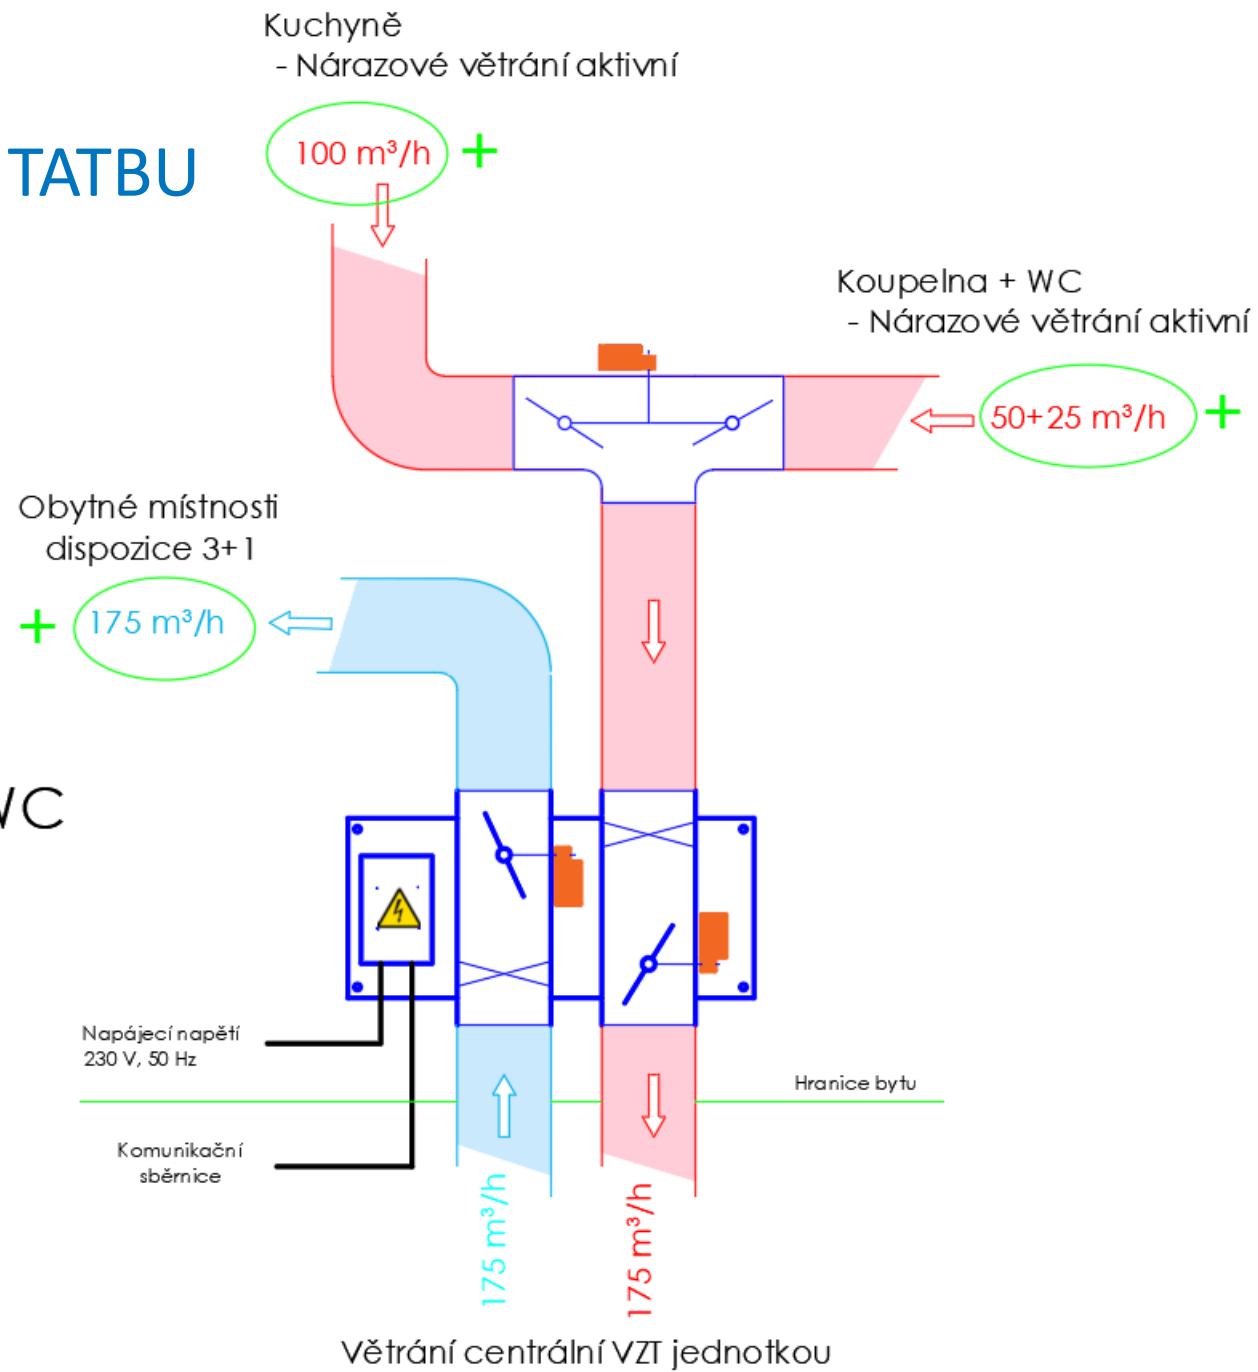 Kuchyně
- Nárazové větrání aktivní
100 m³/h +
TATBU
Koupelna + WC
- Nárazové větrání aktivní
50+25 m³/h +
Obytné místnosti
dispozice 3+1
+ 175 m³/h
WC
Napájecí napětí
230 V, 50 Hz
Hranice bytu
Komunikační
sběrnice
175 m³/h
175 m³/h
Větrání centrální VZT jednotkou